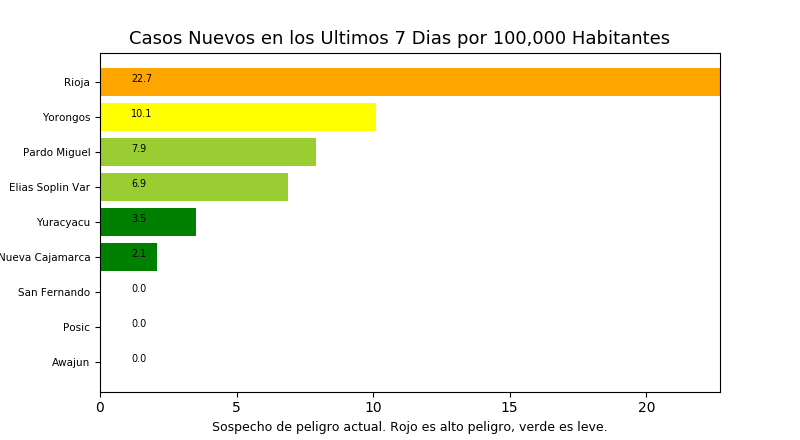 Casos Nuevos en los Ultimos 7 Dias por 100,000 Habitantes
Rioja 22.7
Yorongos 10.1
Pardo Miguel 7.9
Elias Soplin Var 6.9
Yuracyacu 3.5
Nueva Cajamarca 2.1
San Fernando 0.0
Posic 0.0
Awajun 0.0
0 5 10 15 20
Sospecho de peligro actual. Rojo es alto peligro, verde es leve.